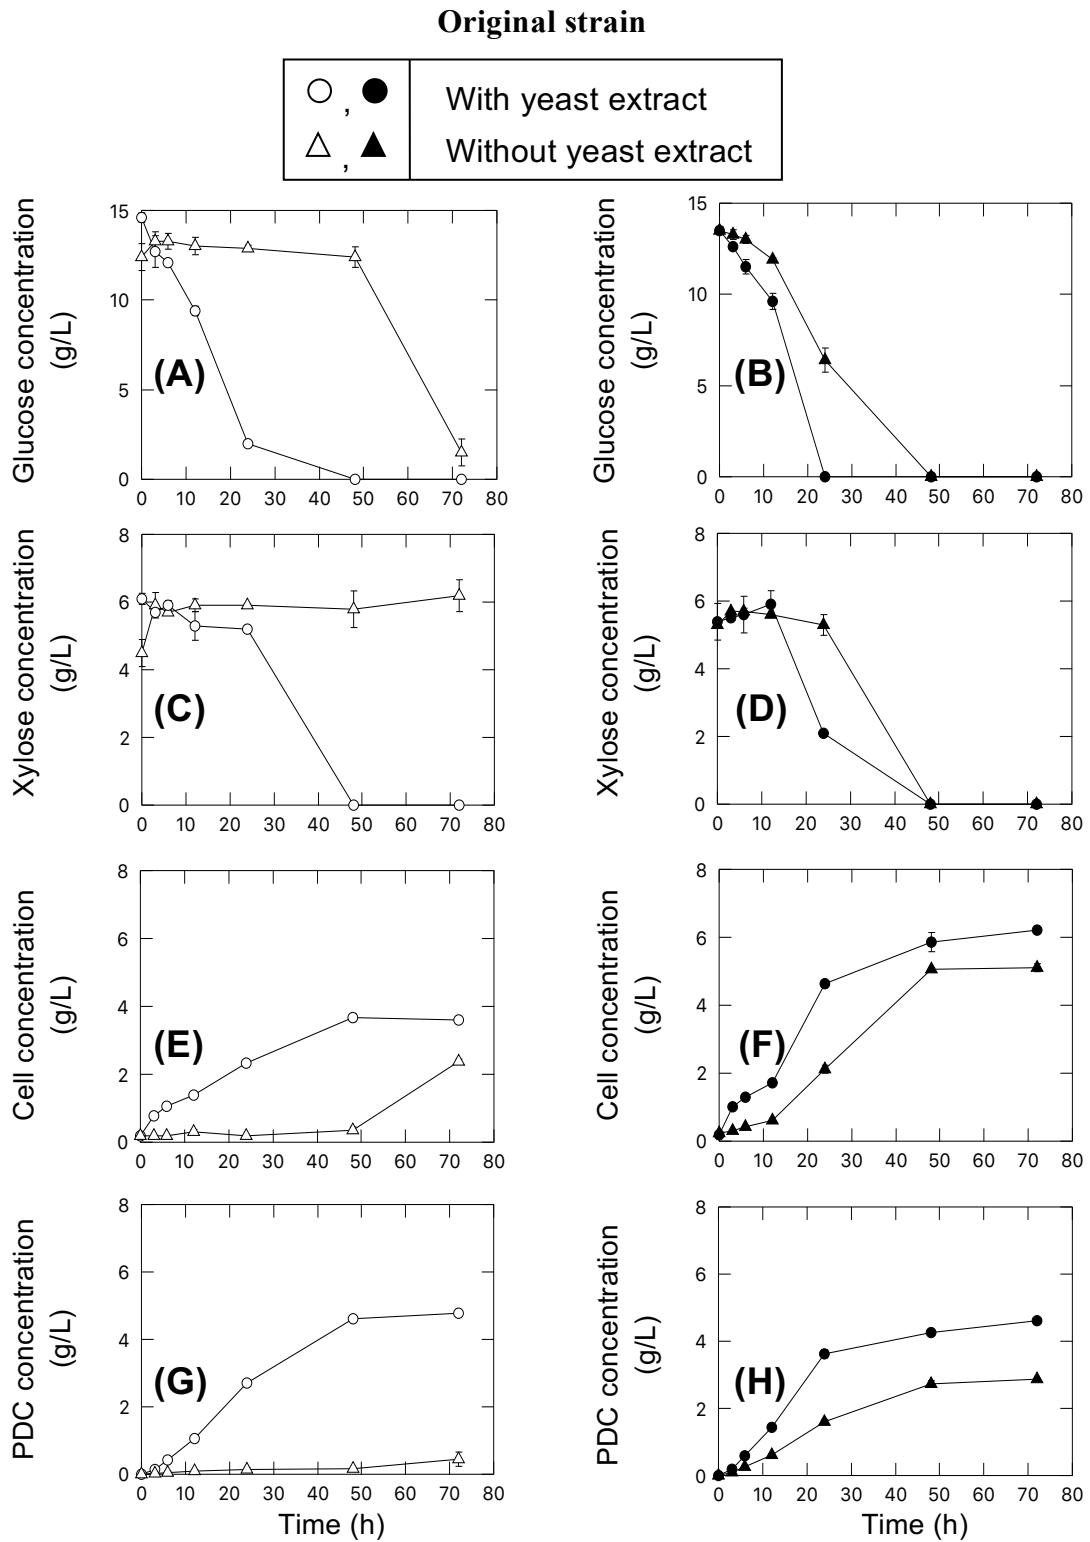 Original strain
, With yeast extract
, Without yeast extract
Glucose concentration
(g/L)
15
10
5
0
(A)
0 10 20 30 40 50 60 70 80
Glucose concentration
(g/L)
15
10
5
0
(B)
0 10 20 30 40 50 60 70 80
Xylose concentration
(g/L)
8
6
4
2
0
(C)
0 10 20 30 40 50 60 70 80
Xylose concentration
(g/L)
8
6
4
2
0
(D)
0 10 20 30 40 50 60 70 80
Cell concentration
(g/L)
8
6
4
2
0
(E)
0 10 20 30 40 50 60 70 80
Cell concentration
(g/L)
8
6
4
2
0
(F)
0 10 20 30 40 50 60 70 80
PDC concentration
(g/L)
8
6
4
2
0
(G)
0 10 20 30 40 50 60 70 80
Time (h)
PDC concentration
(g/L)
8
6
4
2
0
(H)
0 10 20 30 40 50 60 70 80
Time (h)